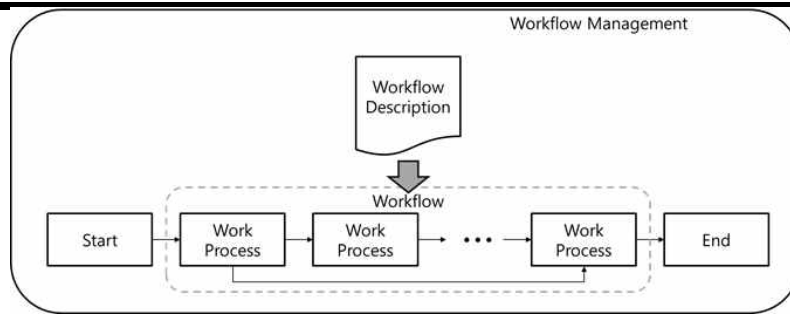 Workflow Management
Workflow
Description
Workflow
Start
Work
Process
Work
Process
•••
Work
Process
End